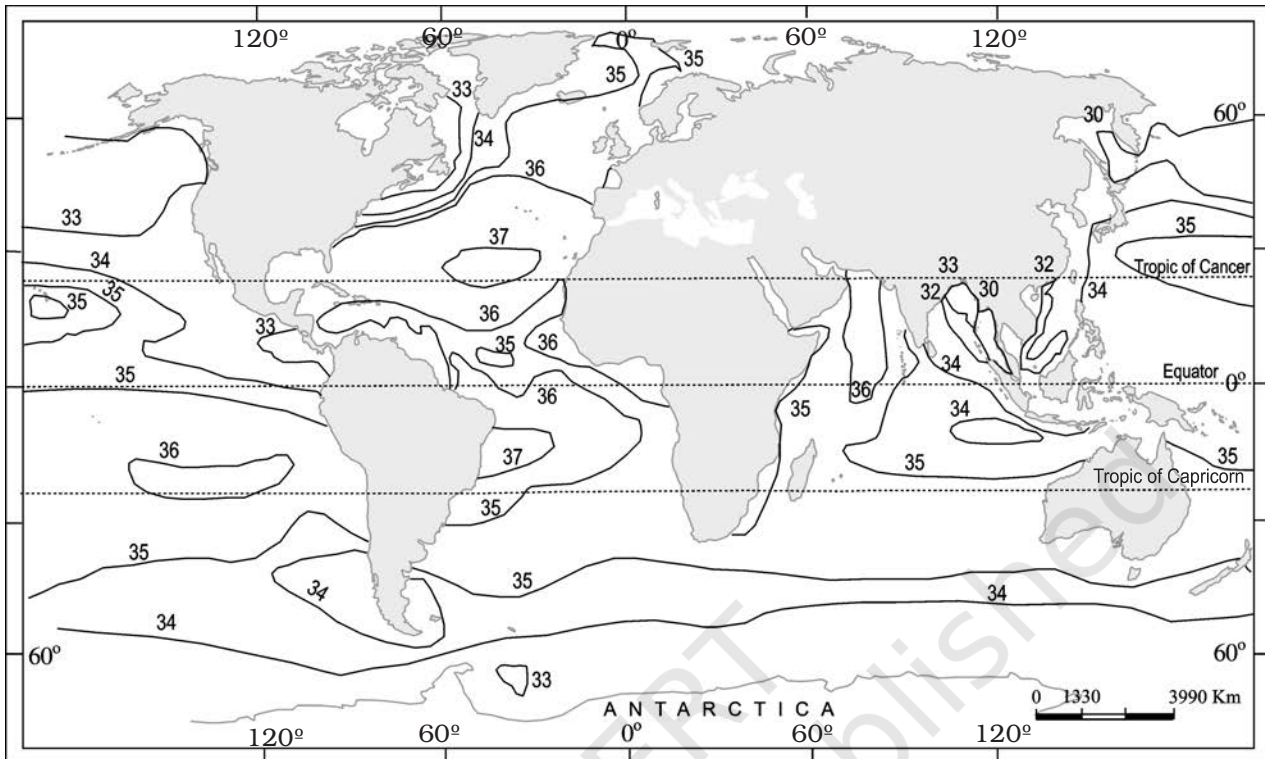 120º 60º 0º 60º 120º
35 35
33
30 60º
34
36
33 35
37
34 Tropic of Cancer
33 32
35 32 30 34
35
36
33 35 36
34
35 Equator 0º
36 36 35
34
36 37 35 35
Tropic of Capricorn
35
35 35
34 34
34
60º 60º
33
0 1330 3990 Km
ANTARCTICA
120º 60º 0º 60º 120º